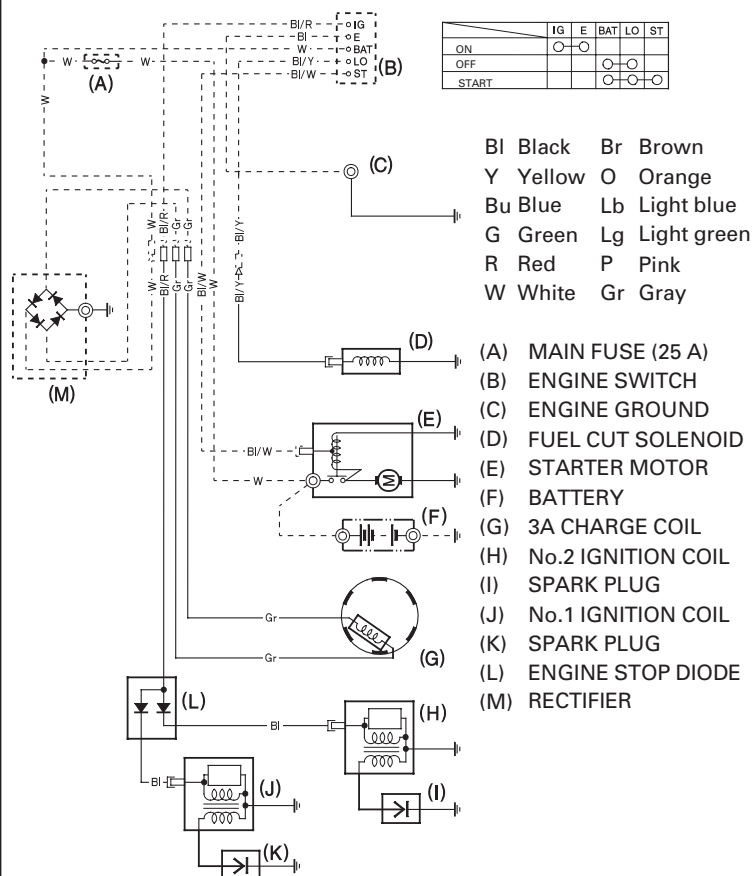 Bl/R IG
Bl E
W BAT
Bl/Y LO
Bl/W ST
(B)
W W
(A)
IG E BAT LO ST
ON
OFF
START
W
(C)
Bl Black Br Brown
Y Yellow O Orange
Bu Blue Lb Light blue
G Green Lg Light green
R Red P Pink
W White Gr Gray
W Bl/R Gr Gr
W Bl/R Gr Gr
Bl/W W
Bl/Y
Bl/Y
(M)
(D)
(A) MAIN FUSE (25 A)
(B) ENGINE SWITCH
(C) ENGINE GROUND
(D) FUEL CUT SOLENOID
(E) STARTER MOTOR
(F) BATTERY
(G) 3A CHARGE COIL
(H) No.2 IGNITION COIL
(I) SPARK PLUG
(J) No.1 IGNITION COIL
(K) SPARK PLUG
(L) ENGINE STOP DIODE
(M) RECTIFIER
(E)
Bl/W
W
M
(F)
Gr
Gr
(G)
(L)
Bl
(H)
Bl
(J)
(I)
(K)